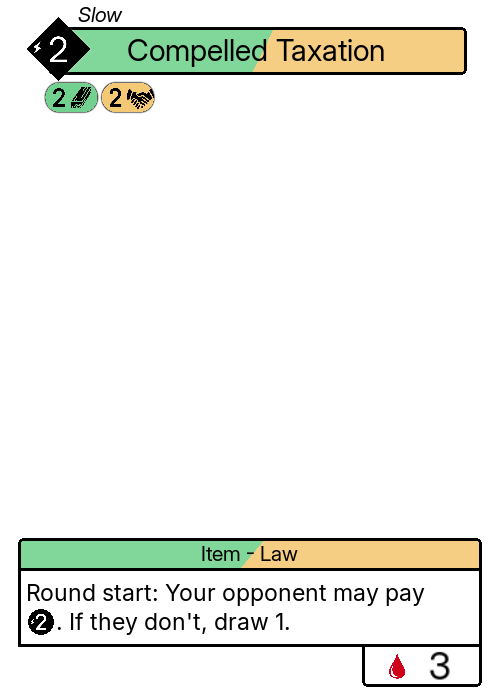 Slow
2 Compelled Taxation
2 2
Item - Law
Round start: Your opponent may pay
2. If they don't, draw 1.
3